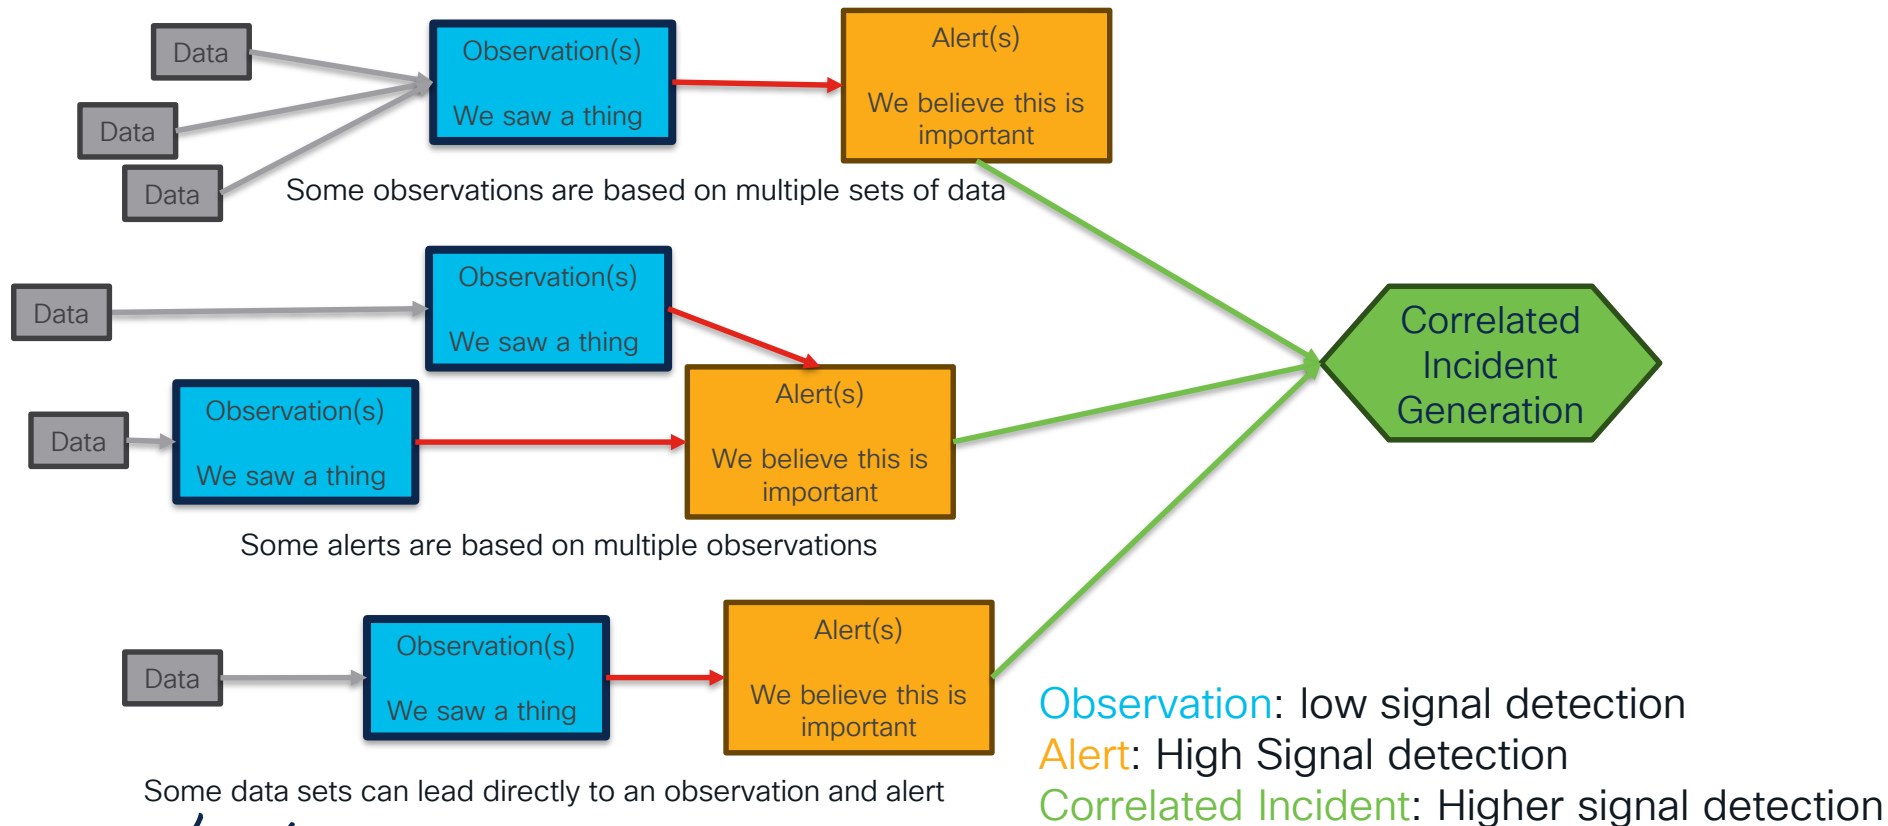 Data
Data
Data
Observation(s)
We saw a thing
Alert(s)
We believe this is
important
Some observations are based on multiple sets of data
Data
Observation(s)
We saw a thing
Data
Observation(s)
We saw a thing
Alert(s)
We believe this is
important
Some alerts are based on multiple observations
Correlated
Incident
Generation
Data
Observation(s)
We saw a thing
Alert(s)
We believe this is
important
Some data sets can lead directly to an observation and alert
Observation: low signal detection
Alert: High Signal detection
Correlated Incident: Higher signal detection